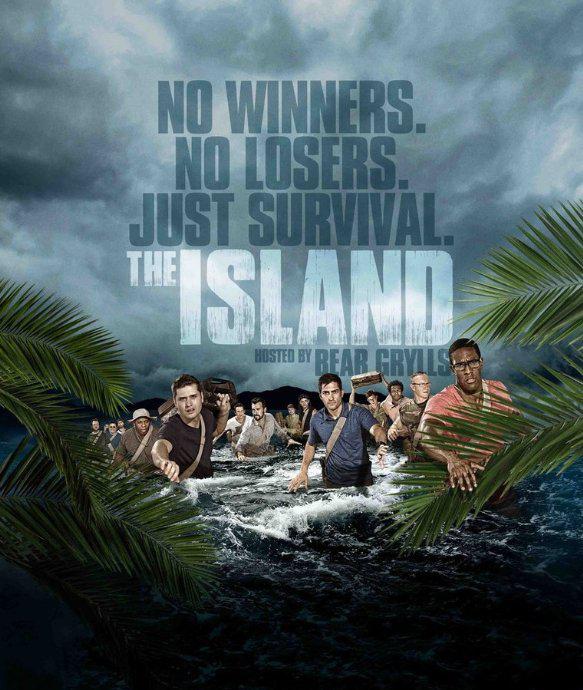 NO WINNERS.
NO LOSERS.
JUST SURVIVAL.
THE ISLAND
HOSTED BY BEAR GRYLLS